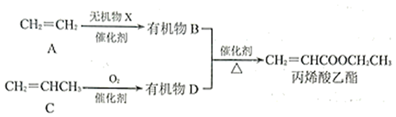 CH₂=CH₂ 无机物 X 催化剂 有机物 B
A
催化剂 △ CH₂=CHCOOCH₂CH₃
丙烯酸乙酯
CH₂=CHCH₃ O₂ 催化剂 有机物 D
C